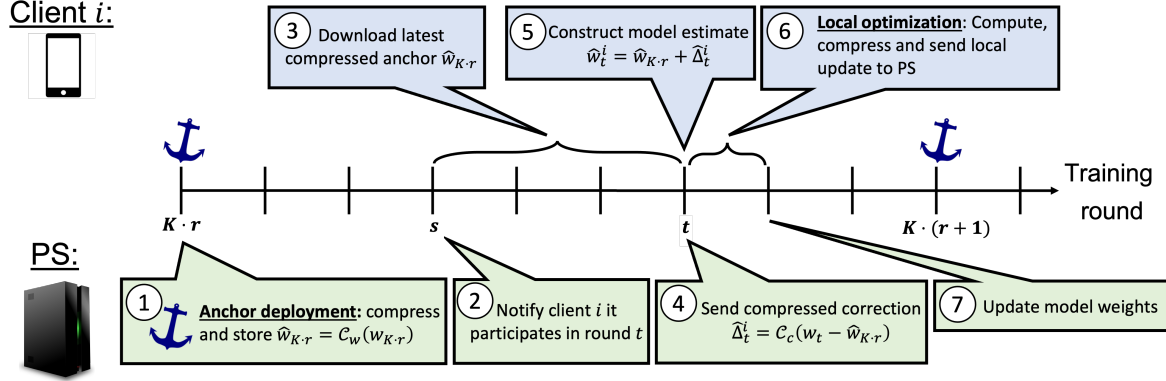 Client i:
3
Download latest
compressed anchor ŵ_{K·r}
5
Construct model estimate
ŵ_t^i = ŵ_{K·r} + Δ̂_t^i
6
Local optimization: Compute,
compress and send local
update to PS
Training
round
K · r
s
t
K · (r + 1)
PS:
1
Anchor deployment: compress
and store ŵ_{K·r} = 𝒞_w(w_{K·r})
2
Notify client i it
participates in round t
4
Send compressed correction
Δ̂_t^i = 𝒞_c(w_t − ŵ_{K·r})
7
Update model weights